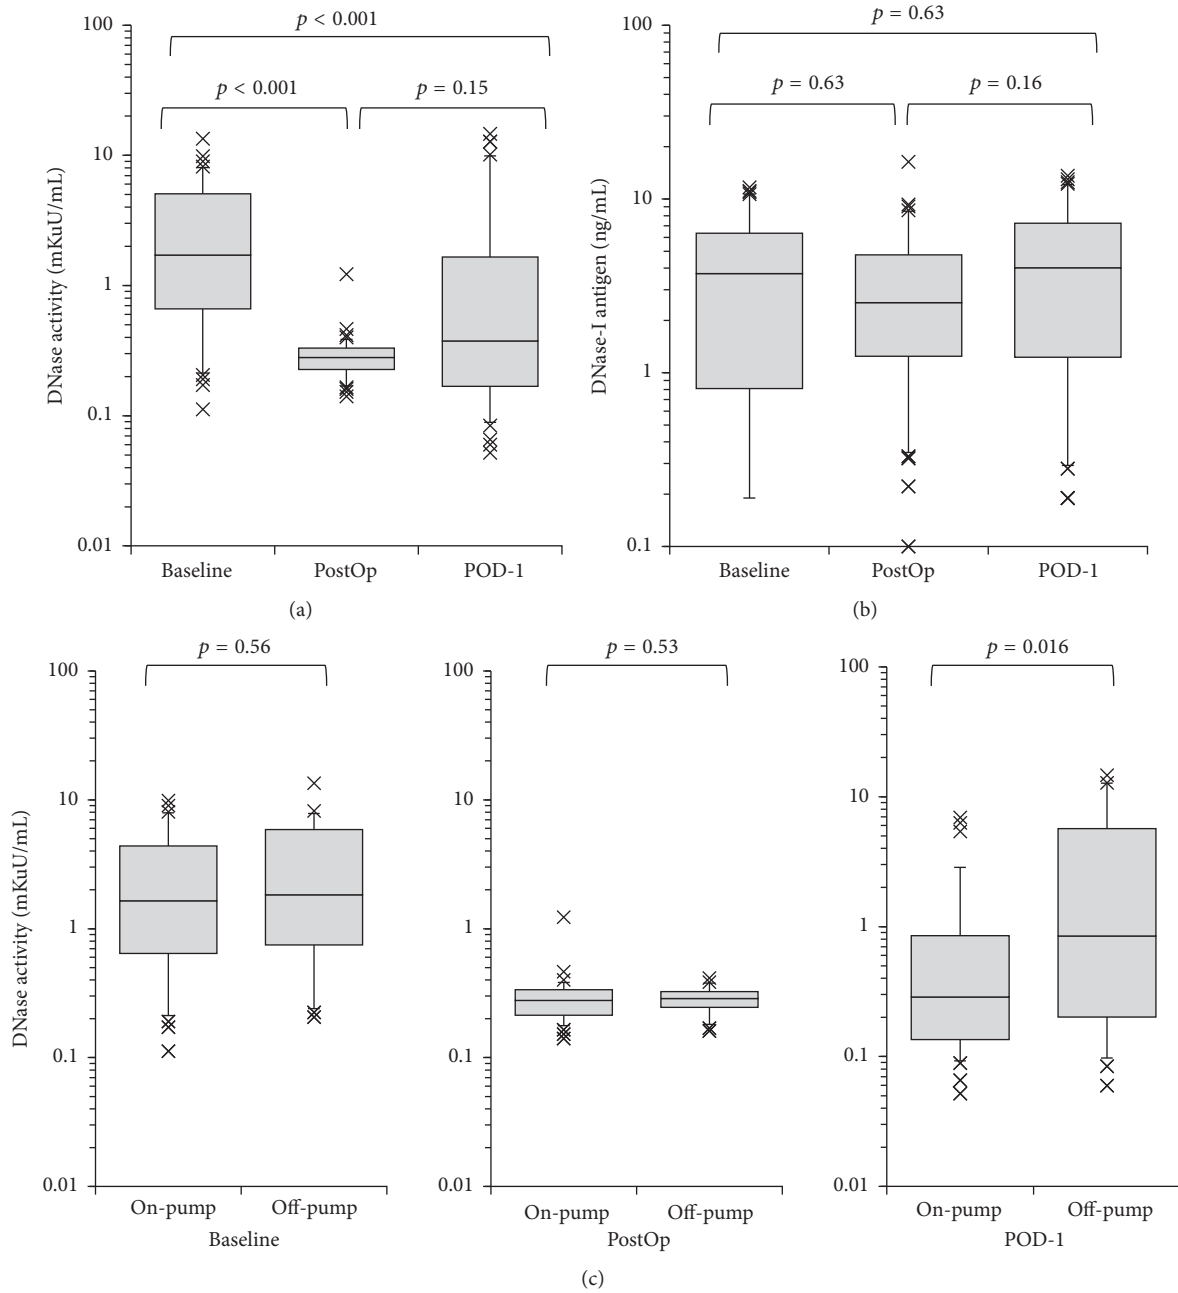 p < 0.001
p < 0.001
p = 0.15
DNase activity (mKuU/mL)
100
10
1
0.1
0.01
Baseline
PostOp
POD-1
(a)
p = 0.63
p = 0.63
p = 0.16
DNase-I antigen (ng/mL)
100
10
1
0.1
Baseline
PostOp
POD-1
(b)
p = 0.56
DNase activity (mKuU/mL)
100
10
1
0.1
0.01
On-pump
Off-pump
Baseline
p = 0.53
100
10
1
0.1
0.01
On-pump
Off-pump
PostOp
p = 0.016
100
10
1
0.1
0.01
On-pump
Off-pump
POD-1
(c)